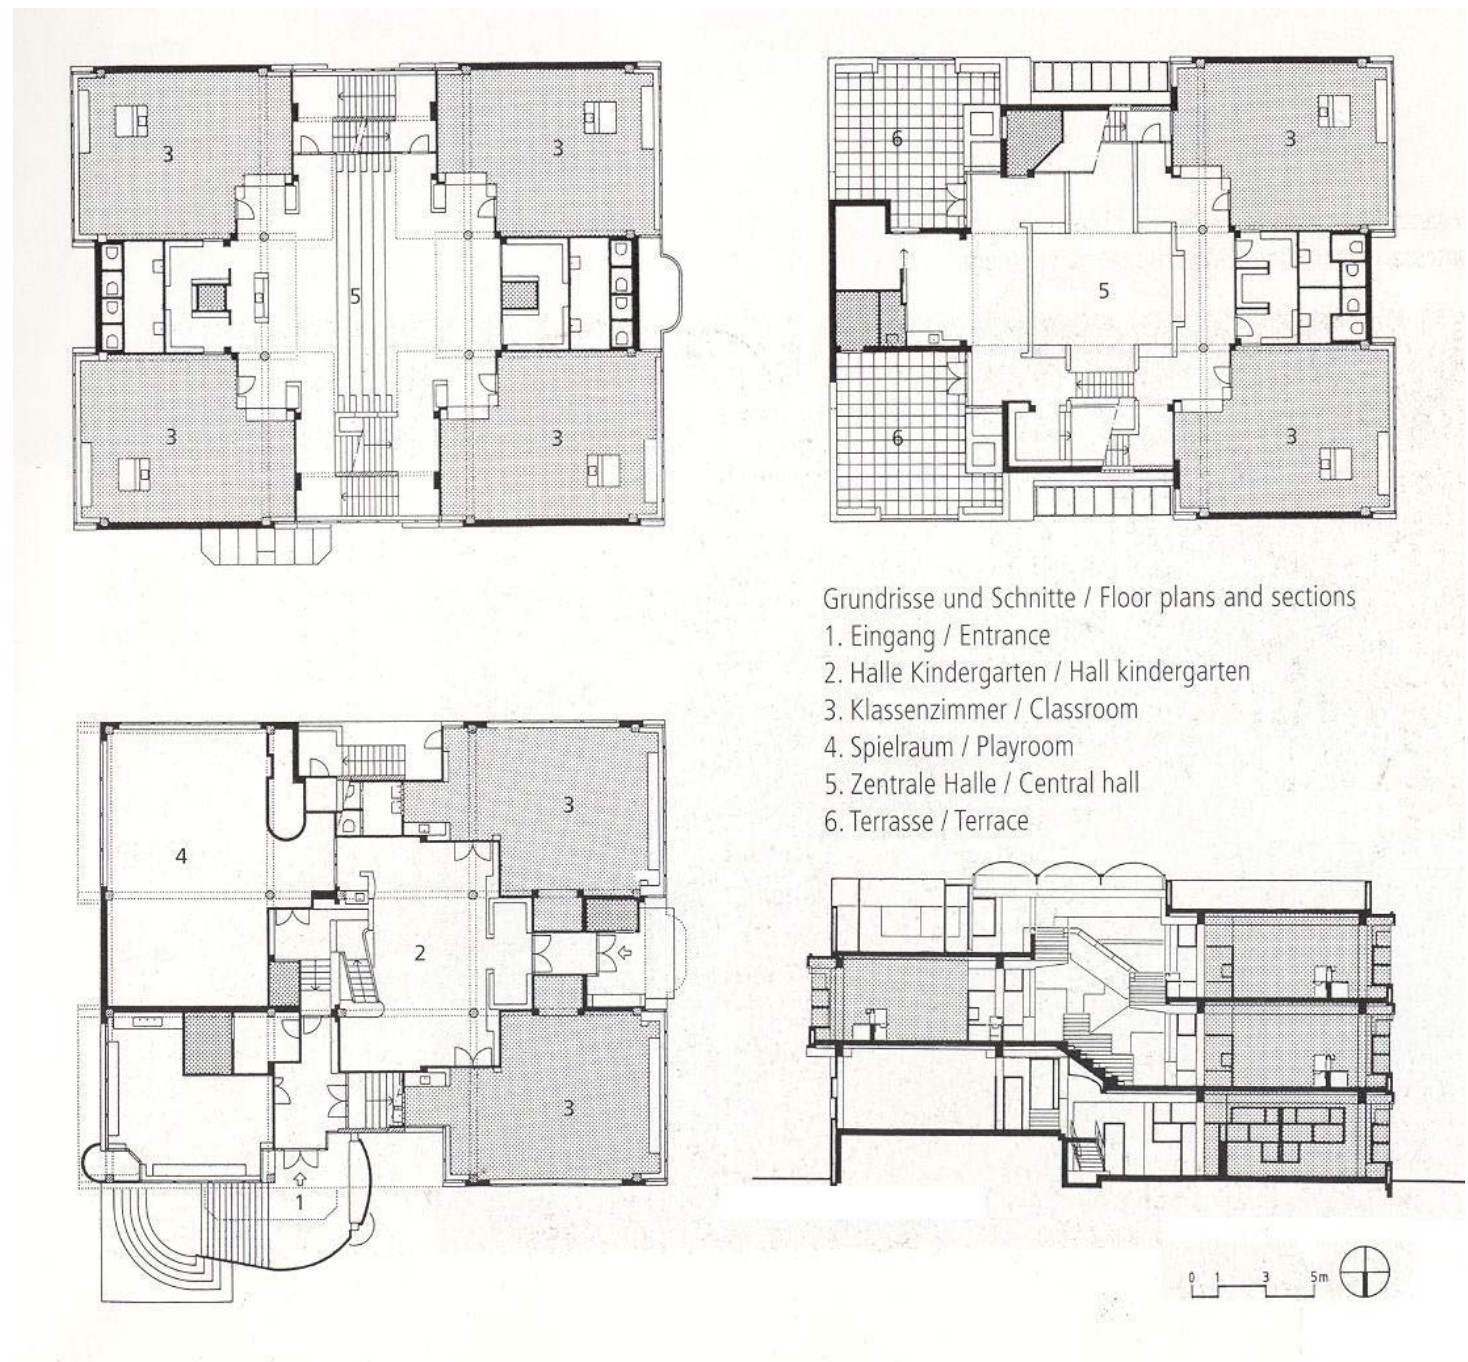 3
3
5
3
3
6
3
5
6
3
Grundrisse und Schnitte / Floor plans and sections
1. Eingang / Entrance
2. Halle Kindergarten / Hall kindergarten
3. Klassenzimmer / Classroom
4. Spielraum / Playroom
5. Zentrale Halle / Central hall
6. Terrasse / Terrace
3
4
2
3
1
0 1 3 5m